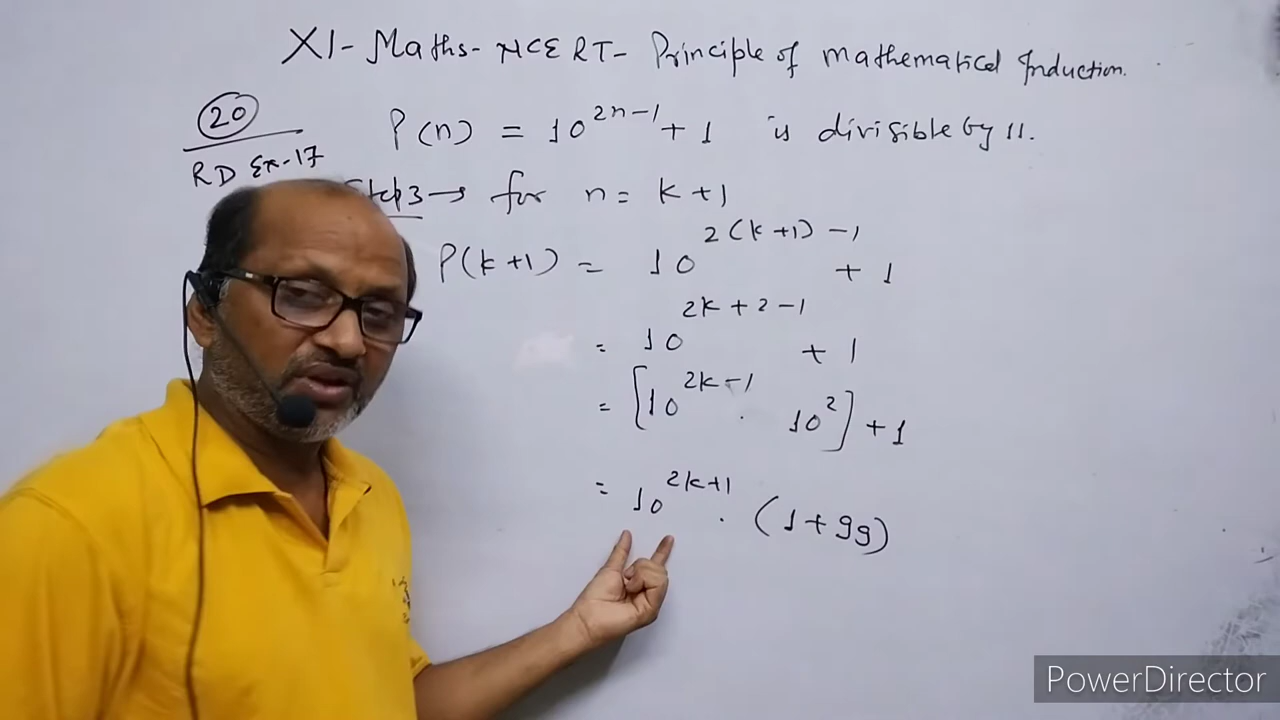 XI- Maths- NCERT- Principle of mathematical Induction.
20
P(n) = 10^{2n-1} + 1 is divisible by 11.
RD Ex-17
Step3 → for n = k+1
P(k+1) = 10^{2(k+1)-1} + 1
= 10^{2k+2-1} + 1
= [10^{2k-1} . 10^{2}] + 1
= 10^{2k+1} . (1+99)
PowerDirector